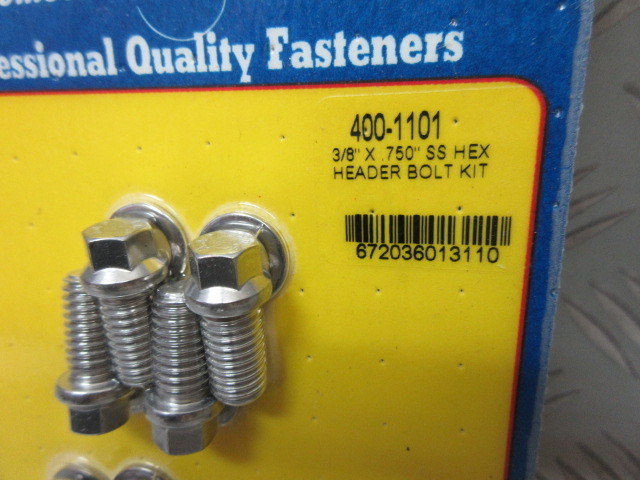 essional Quality Fasteners
400-1101
3/8" X .750" SS HEX
HEADER BOLT KIT
672036013110